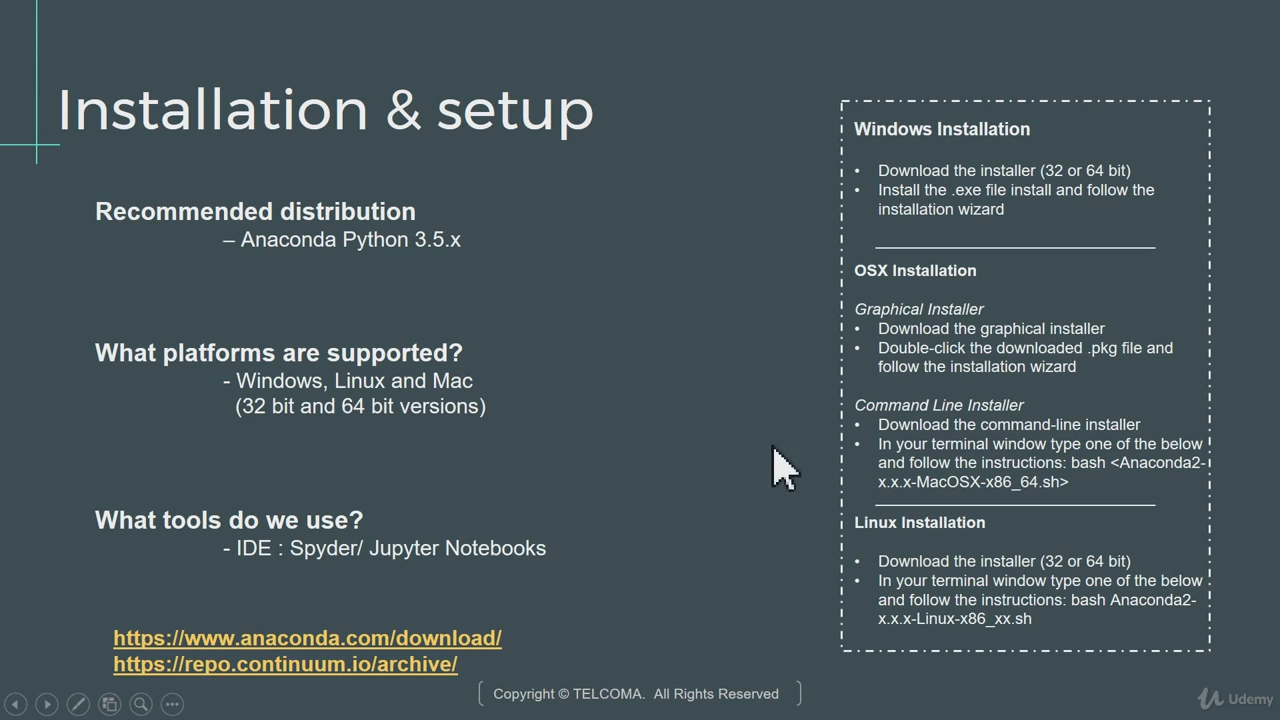 Installation & setup
Recommended distribution
– Anaconda Python 3.5.x
What platforms are supported?
- Windows, Linux and Mac
(32 bit and 64 bit versions)
What tools do we use?
- IDE : Spyder/ Jupyter Notebooks
https://www.anaconda.com/download/
https://repo.continuum.io/archive/
Windows Installation
• Download the installer (32 or 64 bit)
• Install the .exe file install and follow the
installation wizard
OSX Installation
Graphical Installer
• Download the graphical installer
• Double-click the downloaded .pkg file and
follow the installation wizard
Command Line Installer
• Download the command-line installer
• In your terminal window type one of the below
and follow the instructions: bash <Anaconda2-
x.x.x-MacOSX-x86_64.sh>
Linux Installation
• Download the installer (32 or 64 bit)
• In your terminal window type one of the below
and follow the instructions: bash Anaconda2-
x.x.x-Linux-x86_xx.sh
Copyright © TELCOMA. All Rights Reserved
Udemy